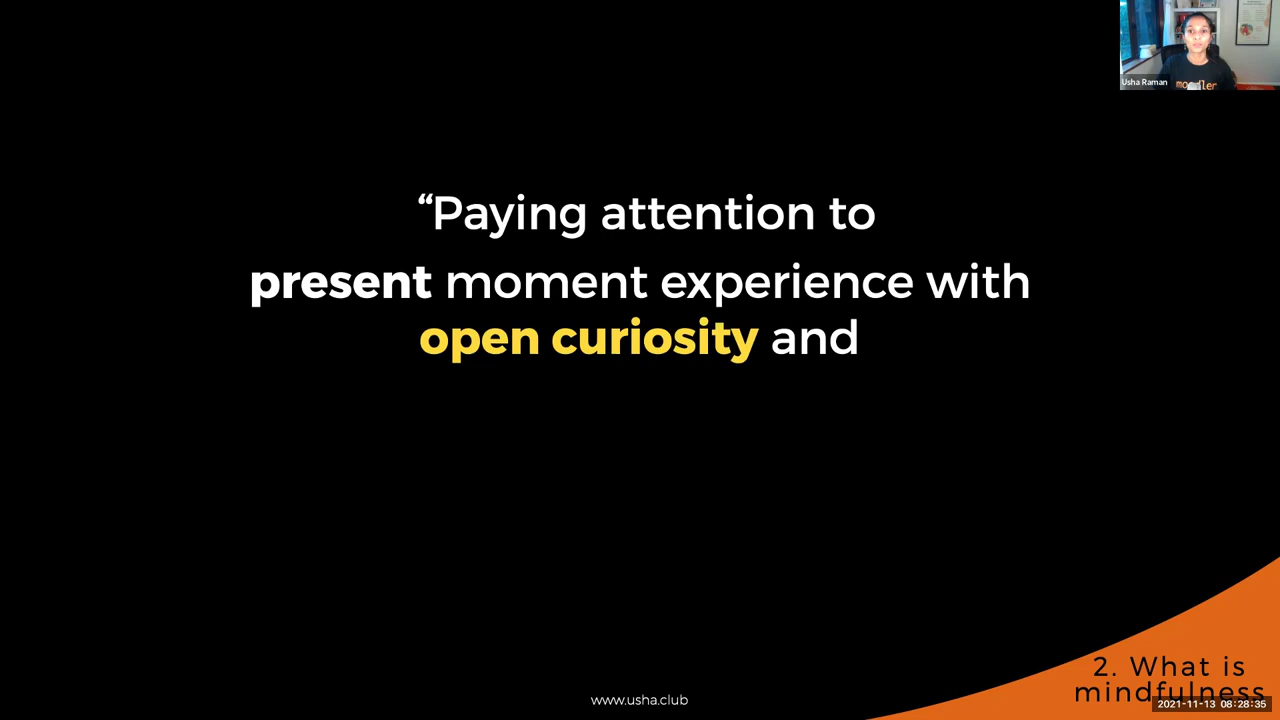 Usha Raman
moodler
“Paying attention to
present moment experience with
open curiosity and
2. What is
mindfulness
www.usha.club
2021-11-13 08:28:35